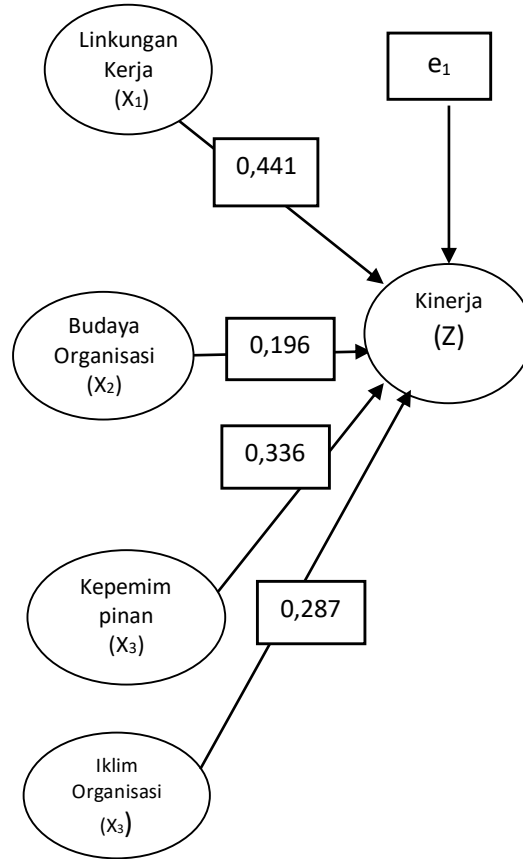 Linkungan
Kerja
(X₁)
e₁
0,441
Kinerja
(Z)
Budaya
Organisasi
(X₂)
0,196
0,336
Kepemim
pinan
(X₃)
0,287
Iklim
Organisasi
(X₃)